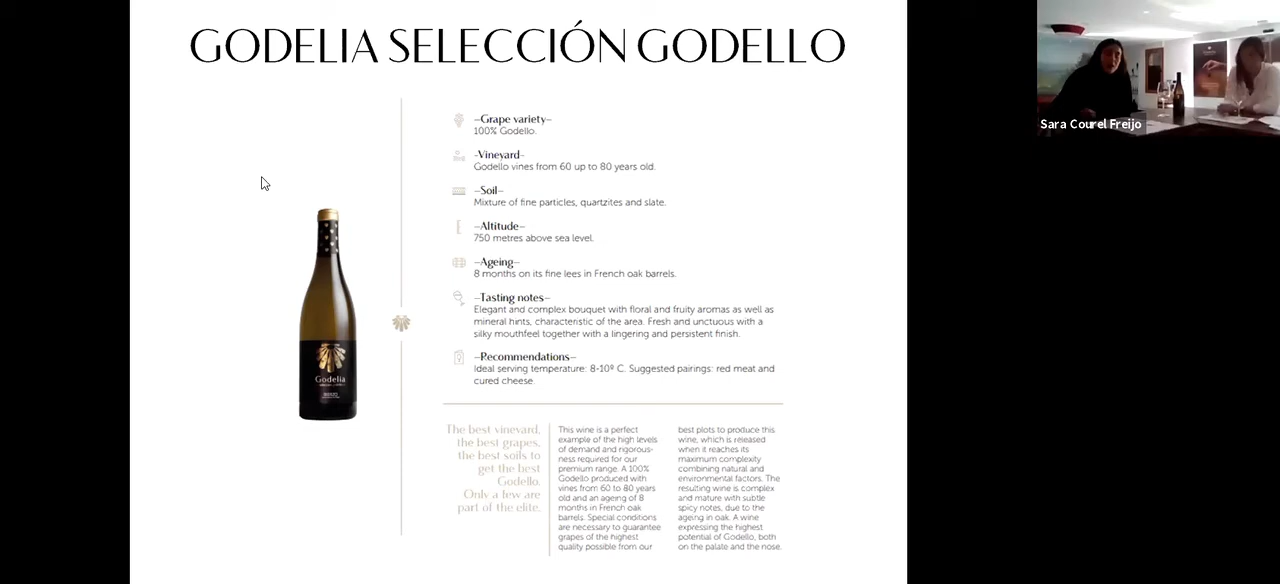 GODELIA SELECCIÓN GODELLO
–Grape variety–
100% Godello.
–Vineyard–
Godello vines from 60 up to 80 years old.
–Soil–
Mixture of fine particles, quartzites and slate.
–Altitude–
750 metres above sea level.
–Ageing–
8 months on its fine lees in French oak barrels.
–Tasting notes–
Elegant and complex bouquet with floral and fruity aromas as well as
mineral hints, characteristic of the area. Fresh and unctuous with a
silky mouthfeel together with a lingering and persistent finish.
–Recommendations–
Ideal serving temperature: 8-10º C. Suggested pairings: red meat and
cured cheese.
Godelia
The best vineyard,
the best grapes,
the best soils to
get the best
Godello.
Only a few are
part of the elite.
This wine is a perfect
example of the high levels
of demand and rigorous-
ness required for our
premium range. A 100%
Godello produced with
vines from 60 to 80 years
old and an ageing of 8
months in French oak
barrels. Special conditions
are necessary to guarantee
grapes of the highest
quality possible from our
best plots to produce this
wine, which is released
when it reaches its
maximum complexity
combining natural and
environmental factors. The
resulting wine is complex
and mature with subtle
spicy notes, due to the
ageing in oak. A wine
expressing the highest
potential of Godello, both
on the palate and the nose.
Sara Courel Freijo